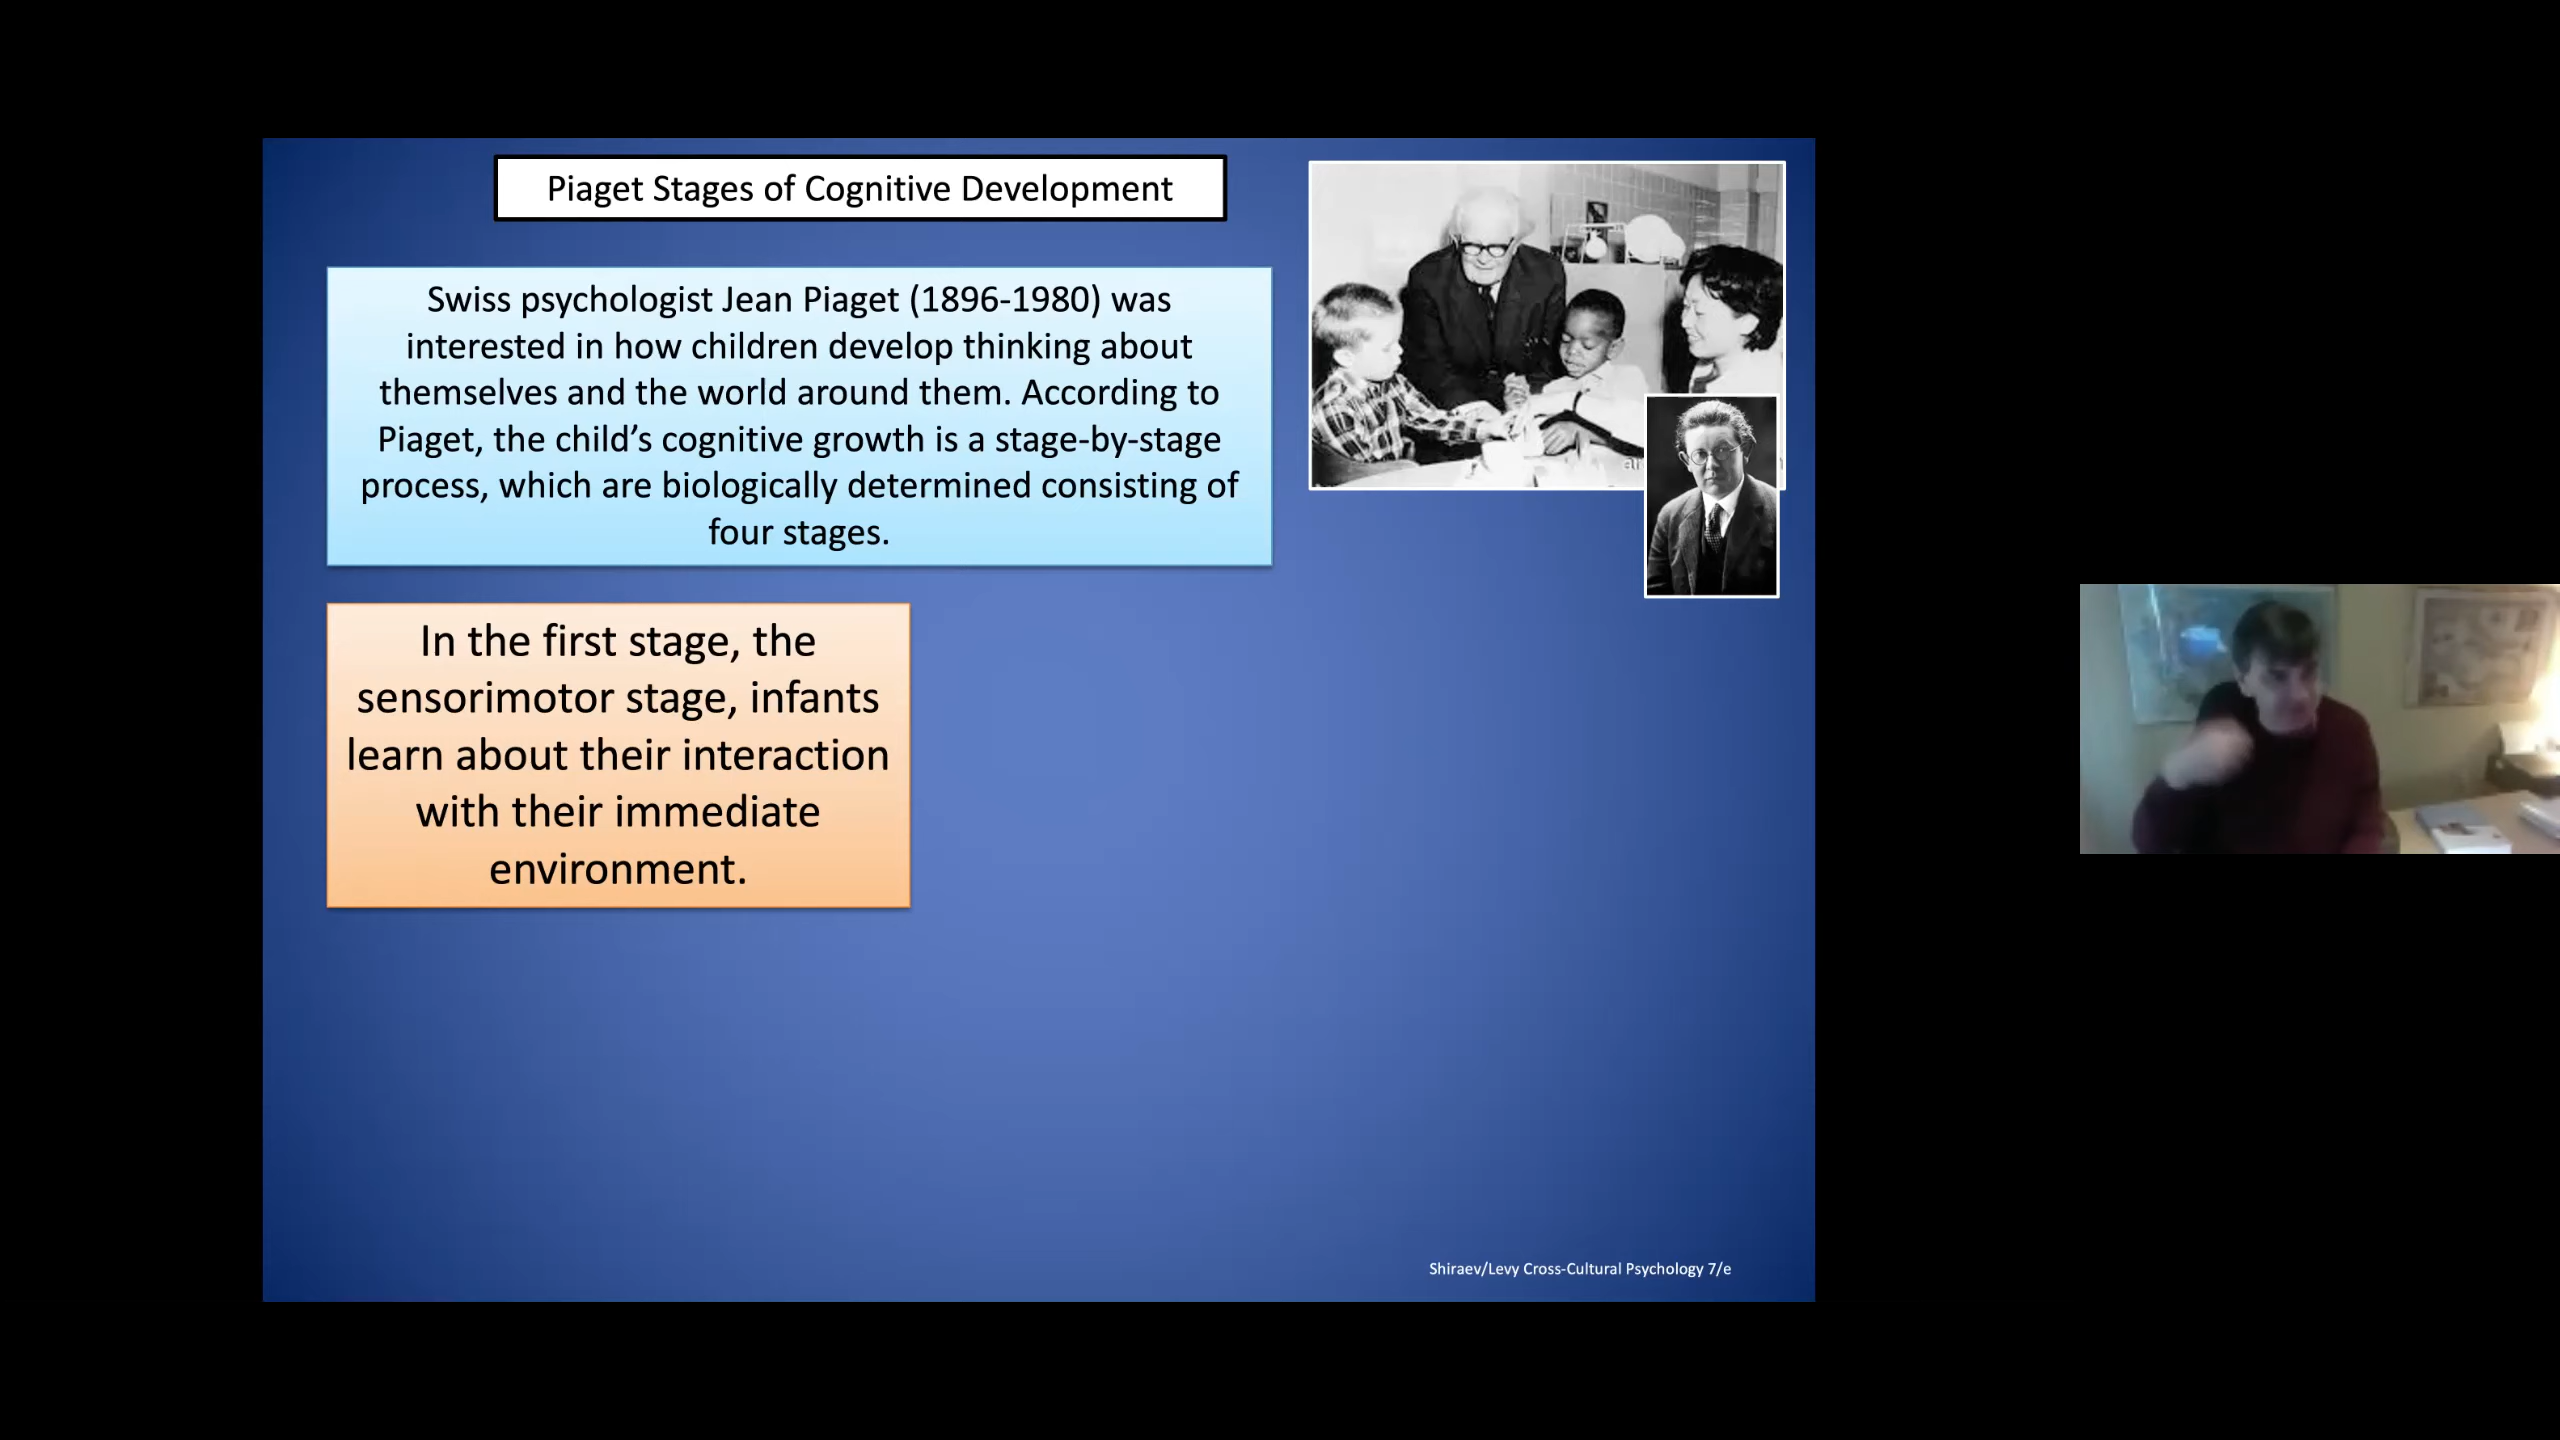 Piaget Stages of Cognitive Development
Swiss psychologist Jean Piaget (1896-1980) was
interested in how children develop thinking about
themselves and the world around them. According to
Piaget, the child’s cognitive growth is a stage-by-stage
process, which are biologically determined consisting of
four stages.
In the first stage, the
sensorimotor stage, infants
learn about their interaction
with their immediate
environment.
Shiraev/Levy Cross-Cultural Psychology 7/e